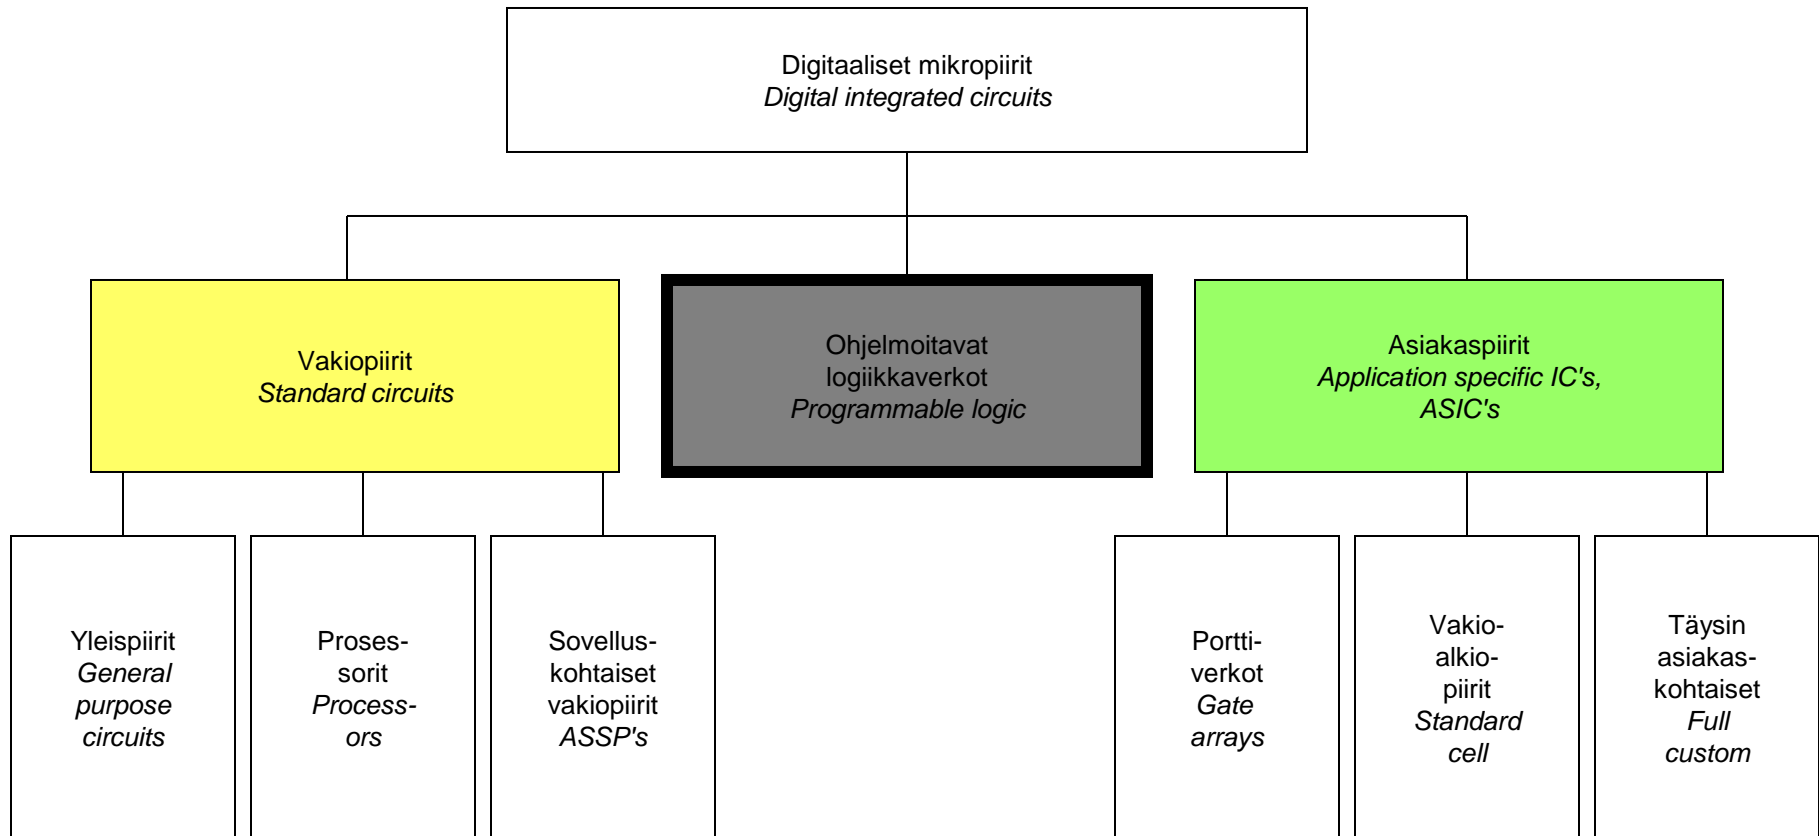 Digitaaliset mikropiirit
Digital integrated circuits
Vakiopiirit
Standard circuits
Ohjelmoitavat
logiikkaverkot
Programmable logic
Asiakaspiirit
Application specific IC's,
ASIC's
Yleispiirit
General
purpose
circuits
Proses-
sorit
Process-
ors
Sovellus-
kohtaiset
vakiopiirit
ASSP's
Portti-
verkot
Gate
arrays
Vakio-
alkio-
piirit
Standard
cell
Täysin
asiakas-
kohtaiset
Full
custom